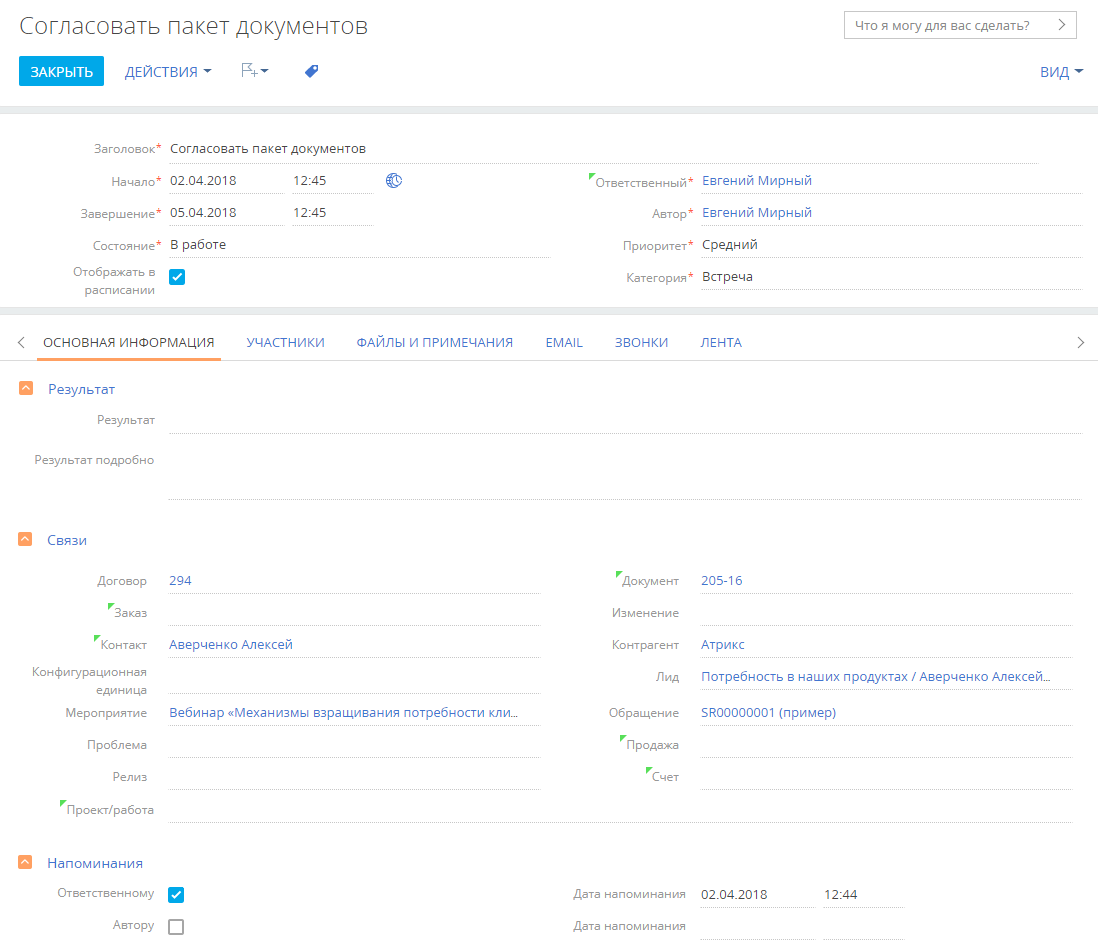 Согласовать пакет документов
Что я могу для вас сделать?
ЗАКРЫТЬ ДЕЙСТВИЯ ВИД
Заголовок* Согласовать пакет документов
Начало* 02.04.2018 12:45 Ответственный* Евгений Мирный
Завершение* 05.04.2018 12:45 Автор* Евгений Мирный
Состояние* В работе Приоритет* Средний
Отображать в
расписании
Категория* Встреча
ОСНОВНАЯ ИНФОРМАЦИЯ УЧАСТНИКИ ФАЙЛЫ И ПРИМЕЧАНИЯ EMAIL ЗВОНКИ ЛЕНТА
Результат
Результат
Результат подробно
Связи
Договор 294 Документ 205-16
Заказ Изменение
Контакт Аверченко Алексей Контрагент Атрикс
Конфигурационная
единица
Лид Потребность в наших продуктах / Аверченко Алексей...
Мероприятие Вебинар «Механизмы взращивания потребности кли... Обращение SR00000001 (пример)
Проблема Продажа
Релиз Счет
Проект/работа
Напоминания
Ответственному Дата напоминания 02.04.2018 12:44
Автору Дата напоминания